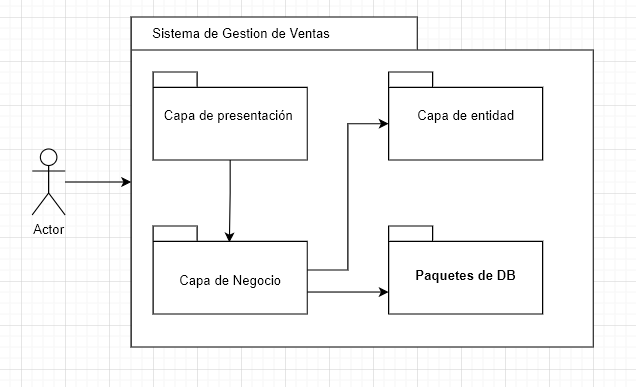 Sistema de Gestion de Ventas
Capa de presentación
Capa de entidad
Actor
Capa de Negocio
Paquetes de DB